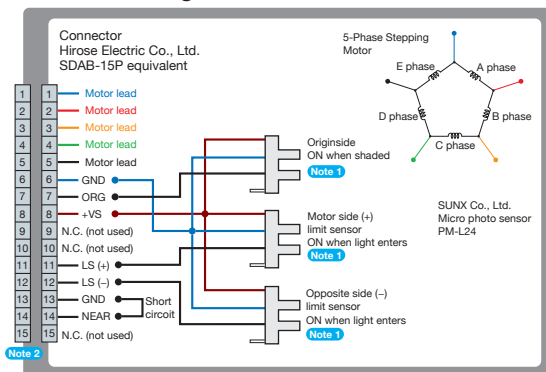 Connector
Hirose Electric Co., Ltd.
SDAB-15P equivalent
5-Phase Stepping
Motor
E phase
A phase
D phase
B phase
C phase
1 1 Motor lead
2 2 Motor lead
3 3 Motor lead
4 4 Motor lead
5 5 Motor lead
6 6 GND
7 7 ORG
8 8 +VS
9 9 N.C. (not used)
10 10 N.C. (not used)
11 11 LS (+)
12 12 LS (−)
13 13 GND
14 14 NEAR
15 15 N.C. (not used)
Short
circoit
Note 2
Originside
ON when shaded
Note 1
Motor side (+)
limit sensor
ON when light enters
Note 1
Opposite side (−)
limit sensor
ON when light enters
Note 1
SUNX Co., Ltd.
Micro photo sensor
PM-L24